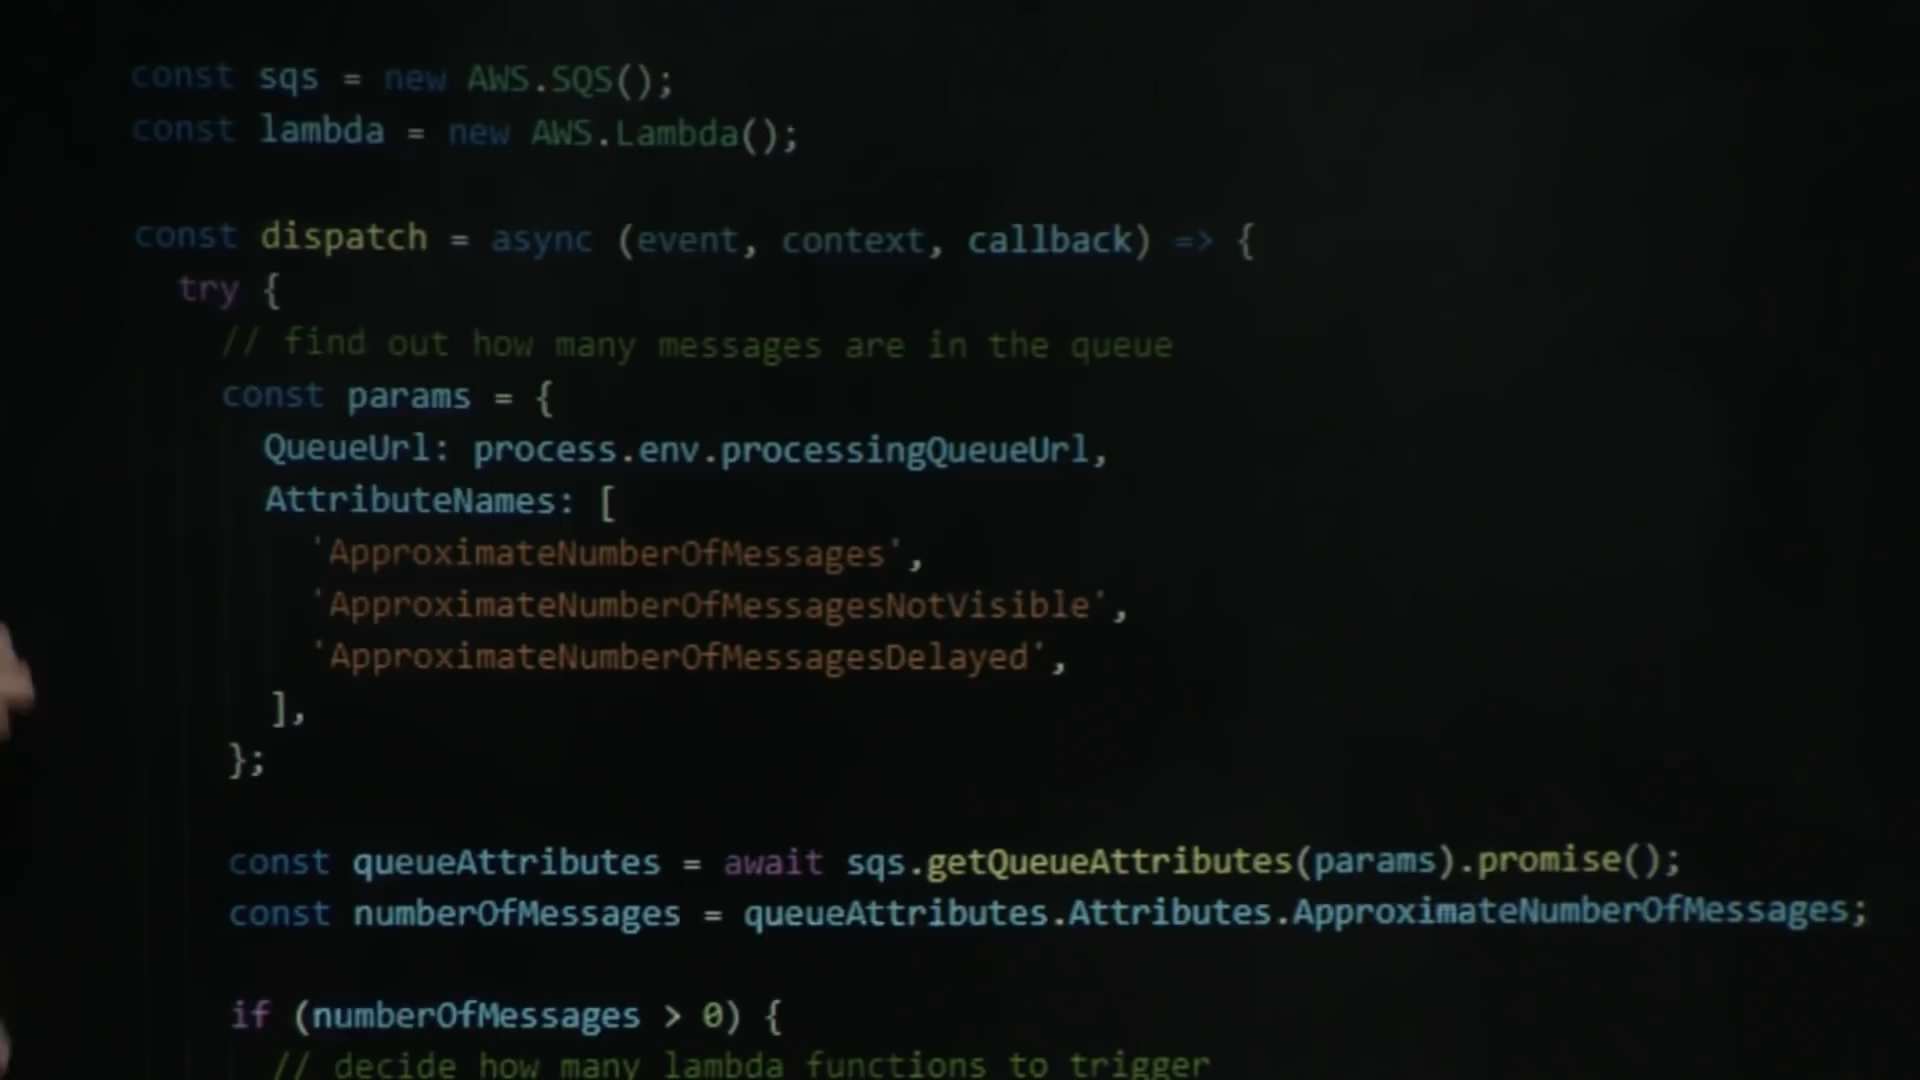 const sqs = new AWS.SQS();
const lambda = new AWS.Lambda();
const dispatch = async (event, context, callback) => {
try {
// find out how many messages are in the queue
const params = {
QueueUrl: process.env.processingQueueUrl,
AttributeNames: [
'ApproximateNumberOfMessages',
'ApproximateNumberOfMessagesNotVisible',
'ApproximateNumberOfMessagesDelayed',
],
};
const queueAttributes = await sqs.getQueueAttributes(params).promise();
const numberOfMessages = queueAttributes.Attributes.ApproximateNumberOfMessages;
if (numberOfMessages > 0) {
// decide how many lambda functions to trigger